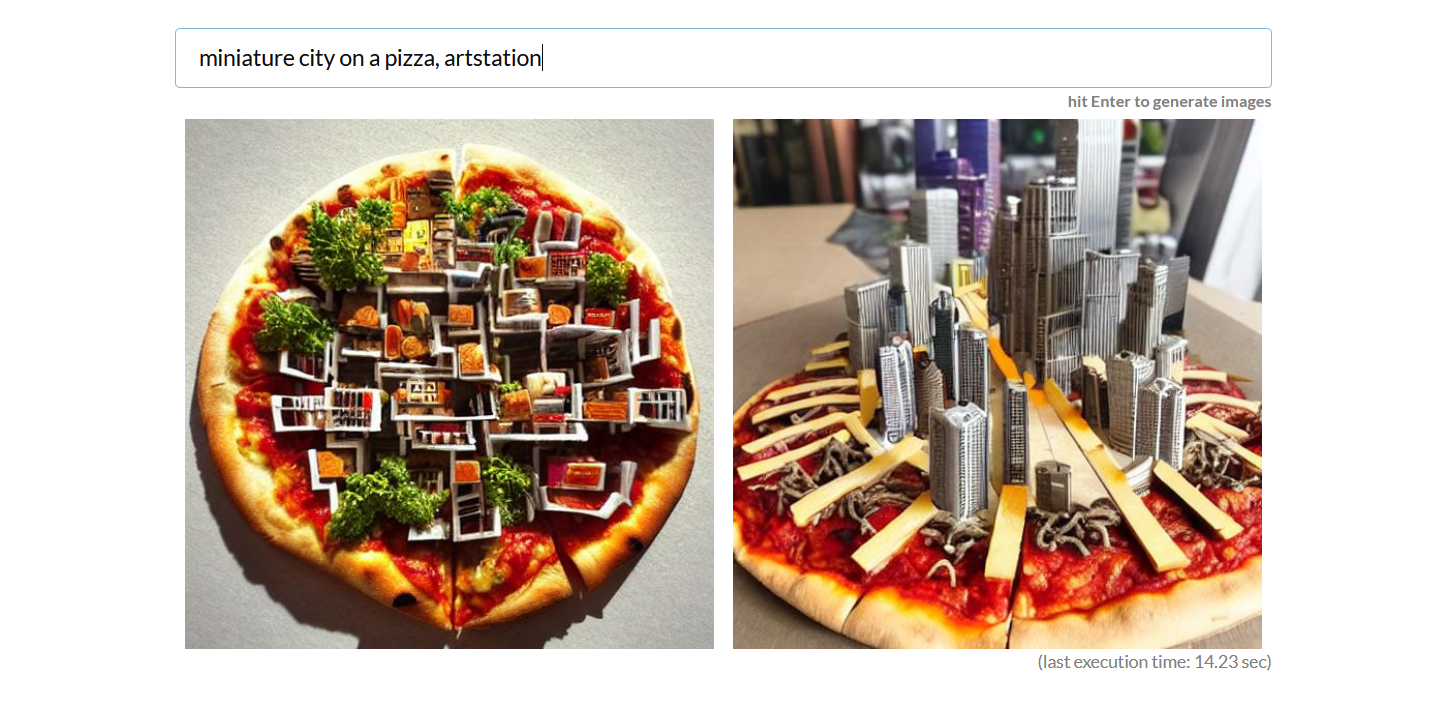 miniature city on a pizza, artstation
hit Enter to generate images
(last execution time: 14.23 sec)